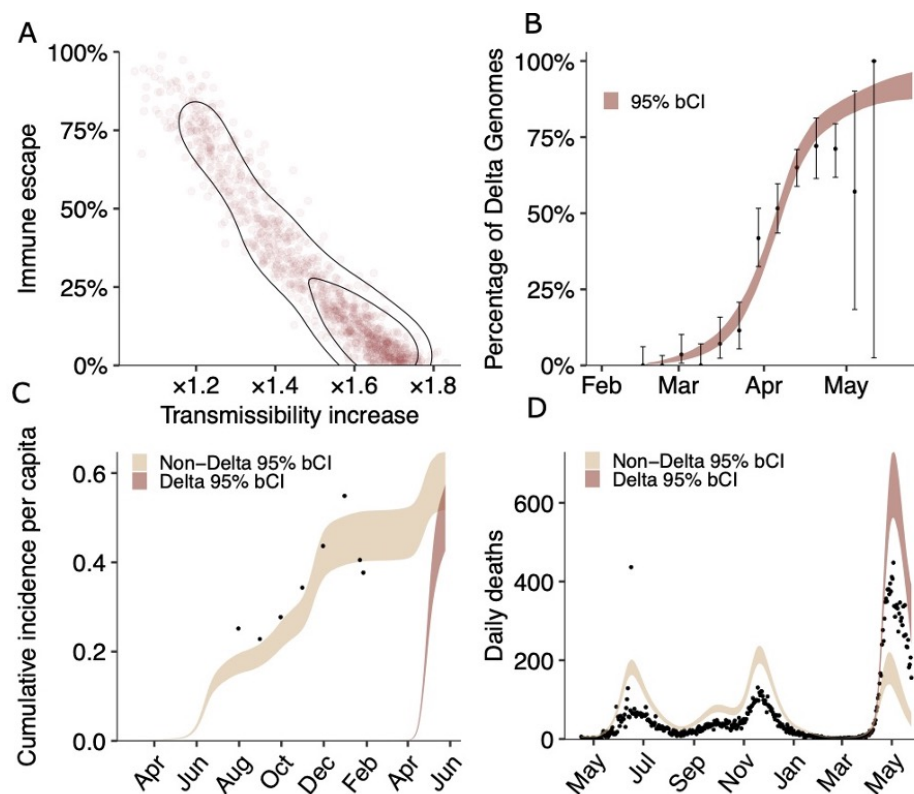 A
100%
75%
50%
25%
0%
Immune escape
×1.2
×1.4
×1.6
×1.8
Transmissibility increase
B
100%
75%
50%
25%
0%
Percentage of Delta Genomes
95% bCI
Feb
Mar
Apr
May
C
Non-Delta 95% bCI
Delta 95% bCI
0.6
0.4
0.2
0.0
Cumulative incidence per capita
Apr
Jun
Aug
Oct
Dec
Feb
Apr
Jun
D
Non-Delta 95% bCI
Delta 95% bCI
600
400
200
0
Daily deaths
May
Jul
Sep
Nov
Jan
Mar
May